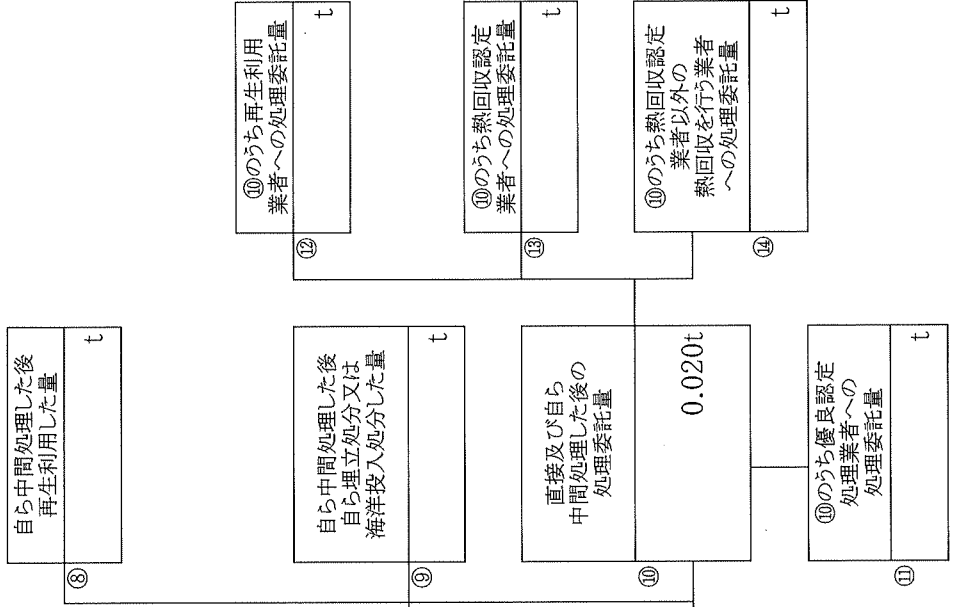 ⑧
自ら中間処理した後
再生利用した量
t
⑨
自ら中間処理した後
自ら埋立処分又は
海洋投入処分した量
t
⑩
直接及び自ら
中間処理した後の
処理委託量
0.020t
⑪
⑩のうち優良認定
処理業者への
処理委託量
t
⑫
⑩のうち再生利用
業者への処理委託量
t
⑬
⑩のうち熱回収認定
業者への処理委託量
t
⑭
⑩のうち熱回収認定
業者以外の
熱回収を行う業者
への処理委託量
t